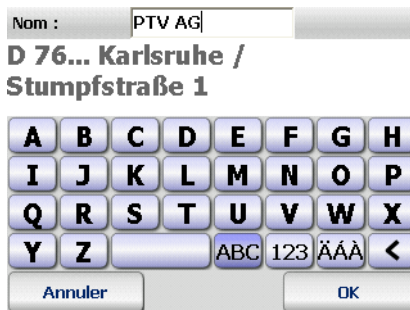 Nom : PTV AG
D 76... Karlsruhe /
Stumpfstraße 1
A B C D E F G H
I J K L M N O P
Q R S T U V W X
Y Z ABC 123 ÄÁÀ <
Annuler OK